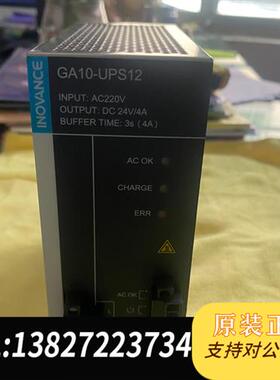 INOVANCE
GA10-UPS12
INPUT: AC220V
OUTPUT: DC 24V/4A
BUFFER TIME: 3s（4A）
AC OK
CHARGE
ERR
AC OK
原装正
:13827223734
支持对公